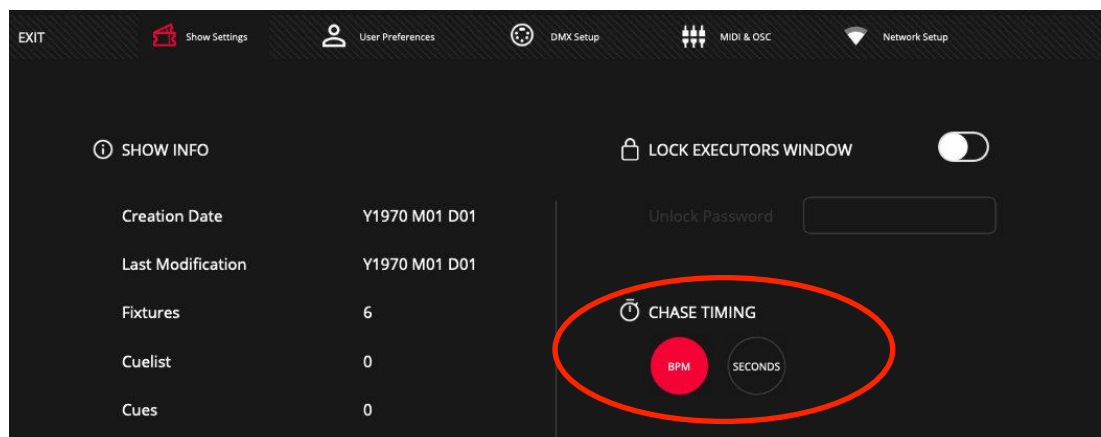 EXIT Show Settings User Preferences DMX Setup MIDI & OSC Network Setup
SHOW INFO
Creation Date Y1970 M01 D01
Last Modification Y1970 M01 D01
Fixtures 6
Cuelist 0
Cues 0
LOCK EXECUTORS WINDOW
Unlock Password
CHASE TIMING
BPM SECONDS